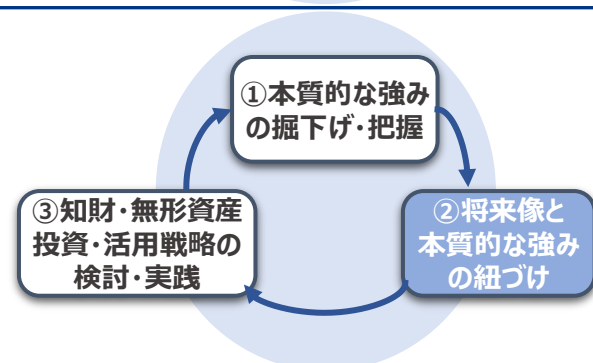 ①本質的な強み
の掘下げ・把握
②将来像と
本質的な強み
の紐づけ
③知財・無形資産
投資・活用戦略の
検討・実践